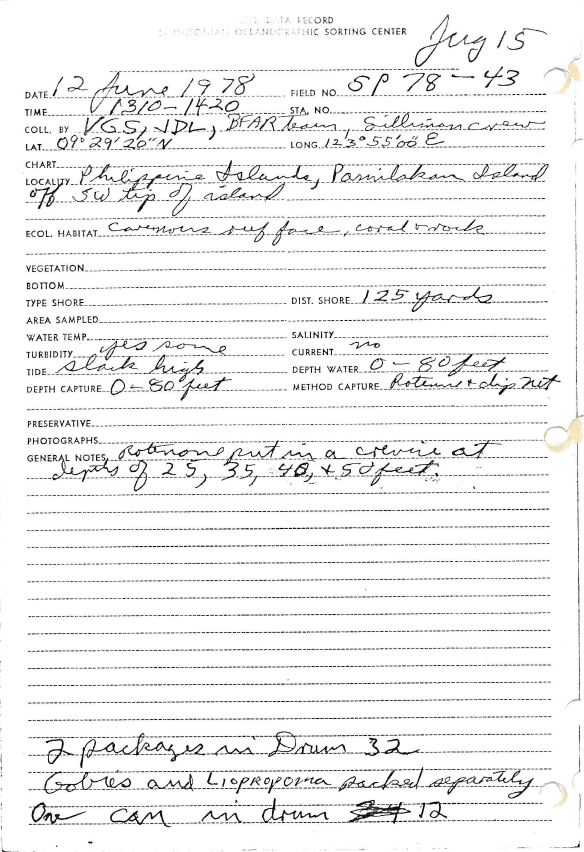 DATA RECORD
OCEANOGRAPHIC SORTING CENTER
Jug 15
DATE 12 June 1978 FIELD NO. SP 78-43
TIME 1310-1420 STA. NO.
COLL. BY VGS, JDL, BFAR team, Silliman crew
LAT. 09° 29' 20" N LONG. 123° 55' 00" E
CHART
LOCALITY Philippine Islands, Pamilakan Island
off SW tip of island
ECOL. HABITAT Cavernous reef face, coral & rock
VEGETATION
BOTTOM
TYPE SHORE DIST. SHORE 125 yards
AREA SAMPLED
WATER TEMP. SALINITY
TURBIDITY yes some CURRENT no
TIDE slack high DEPTH WATER 0-80 feet
DEPTH CAPTURE 0-80 feet METHOD CAPTURE Rotenone & dip net
PRESERVATIVE
PHOTOGRAPHS
GENERAL NOTES Rotenone put in a crevice at
depths of 25, 35, 40, & 50 feet.
2 packages in Drum 32
Gobies and Liopropoma packed separately
One can in drum 12